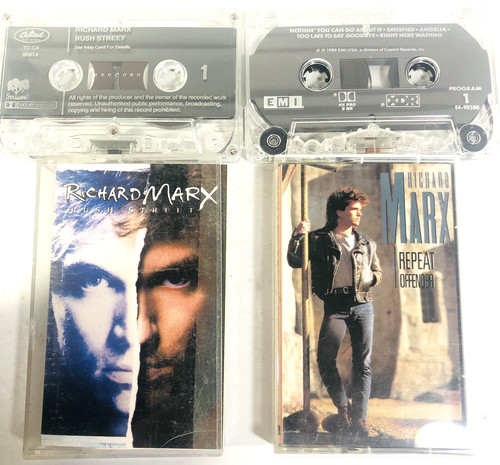 Capitol
RICHARD MARX
RUSH STREET
See Inlay Card For Details
1
DOLBY
All rights of the producer and the owner of the recorded work
reserved. Unauthorised public performance, broadcasting,
copying and hiring of this record prohibited.
NOTHIN' YOU CAN DO ABOUT IT • SATISFIED • ANGELIA •
TOO LATE TO SAY GOODBYE • RIGHT HERE WAITING
EMI
XDR
PROGRAM
1
RICHARD MARX
RUSH STREET
RICHARD
MARX
REPEAT
OFFENDER